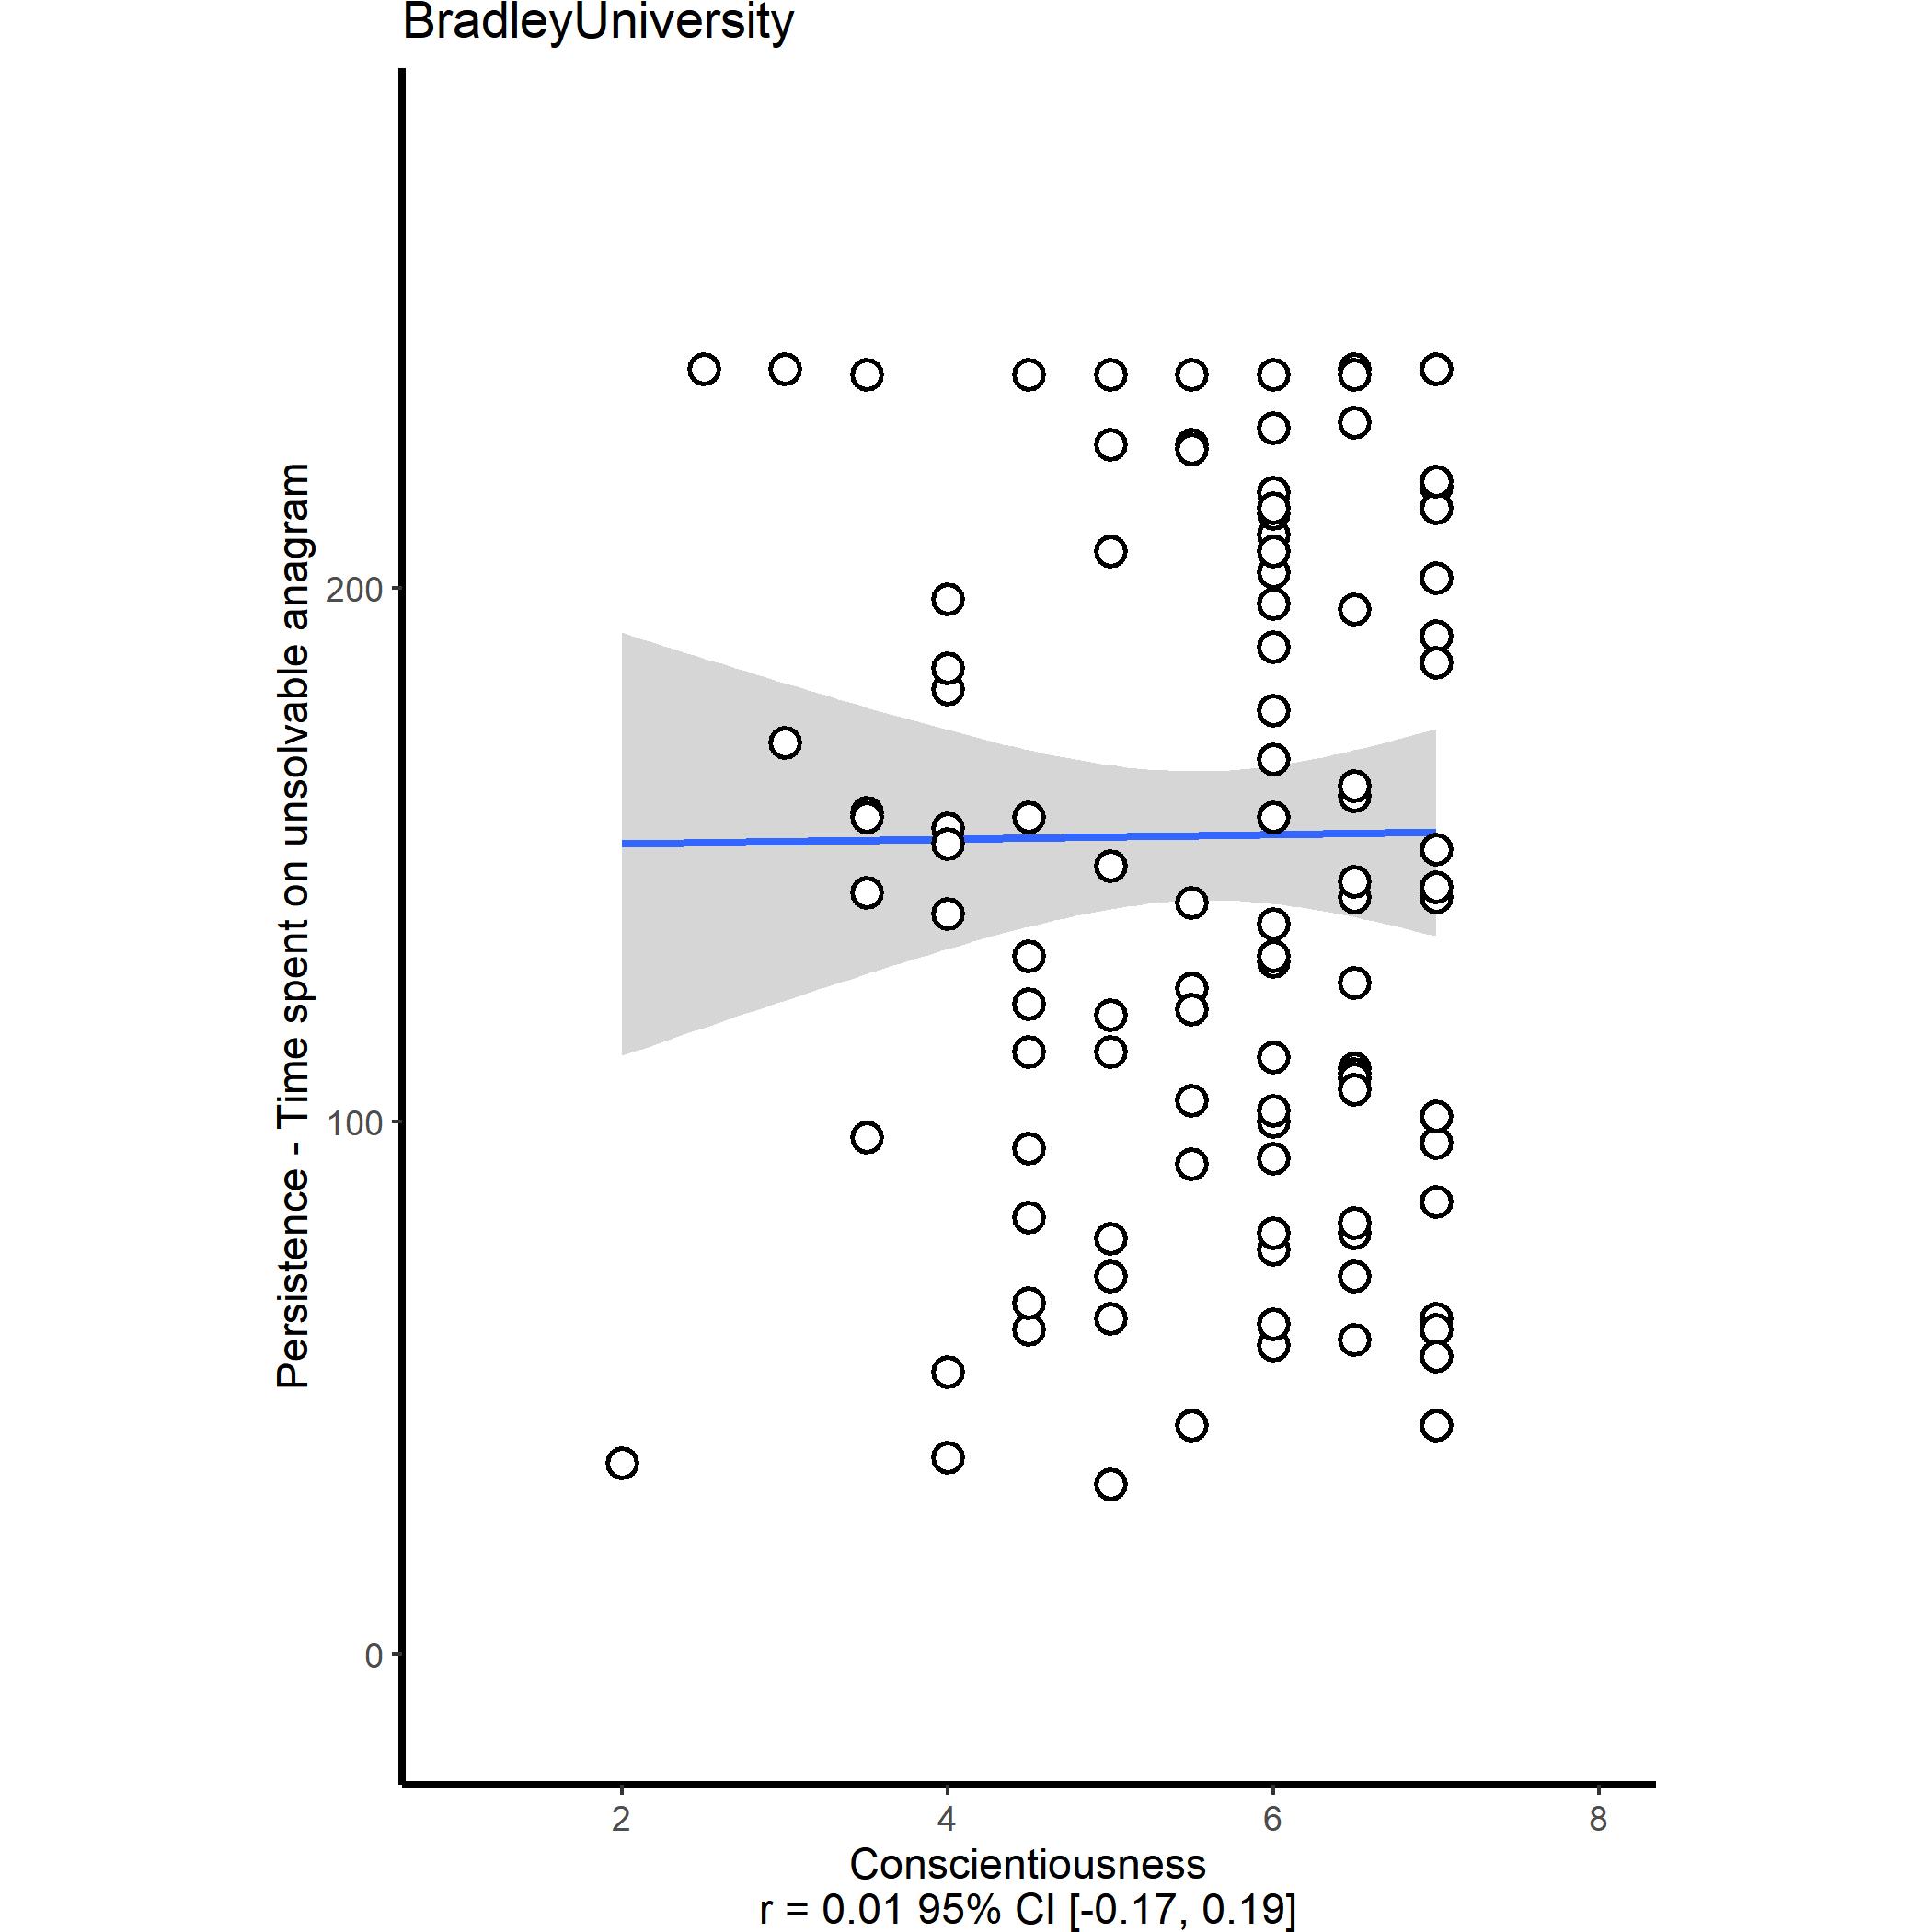 BradleyUniversity
Persistence - Time spent on unsolvable anagram
200
100
0
2 4 6 8
Conscientiousness
r = 0.01 95% CI [-0.17, 0.19]